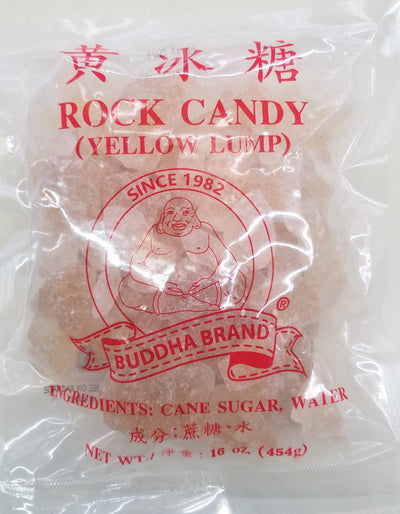 黄冰糖
ROCK CANDY
(YELLOW LUMP)
SINCE 1982
®
BUDDHA BRAND
INGREDIENTS: CANE SUGAR, WATER
成分:蔗糖、水
NET WT./淨重:16 oz. (454g)